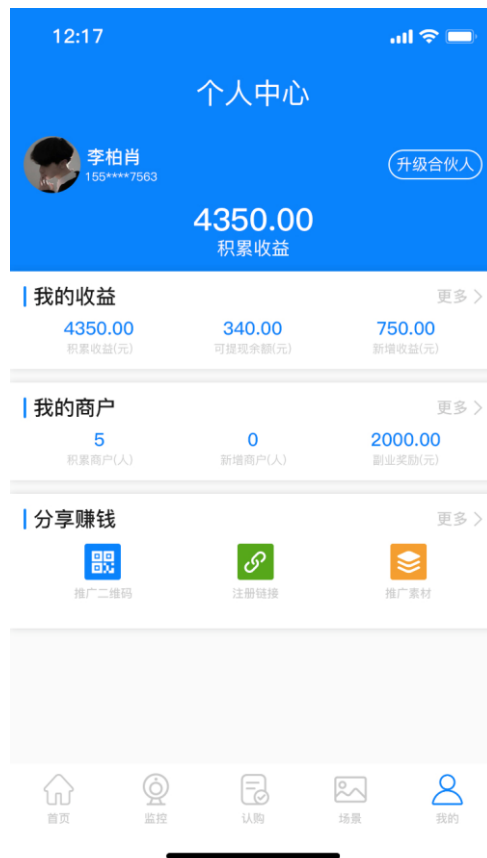 12:17
个人中心
李柏肖
155****7563
升级合伙人
4350.00
积累收益
我的收益 更多
4350.00 340.00 750.00
积累收益(元) 可提现余额(元) 新增收益(元)
我的商户 更多
5 0 2000.00
积累商户(人) 新增商户(人) 副业奖励(元)
分享赚钱 更多
推广二维码 注册链接 推广素材
首页 监控 认购 场景 我的